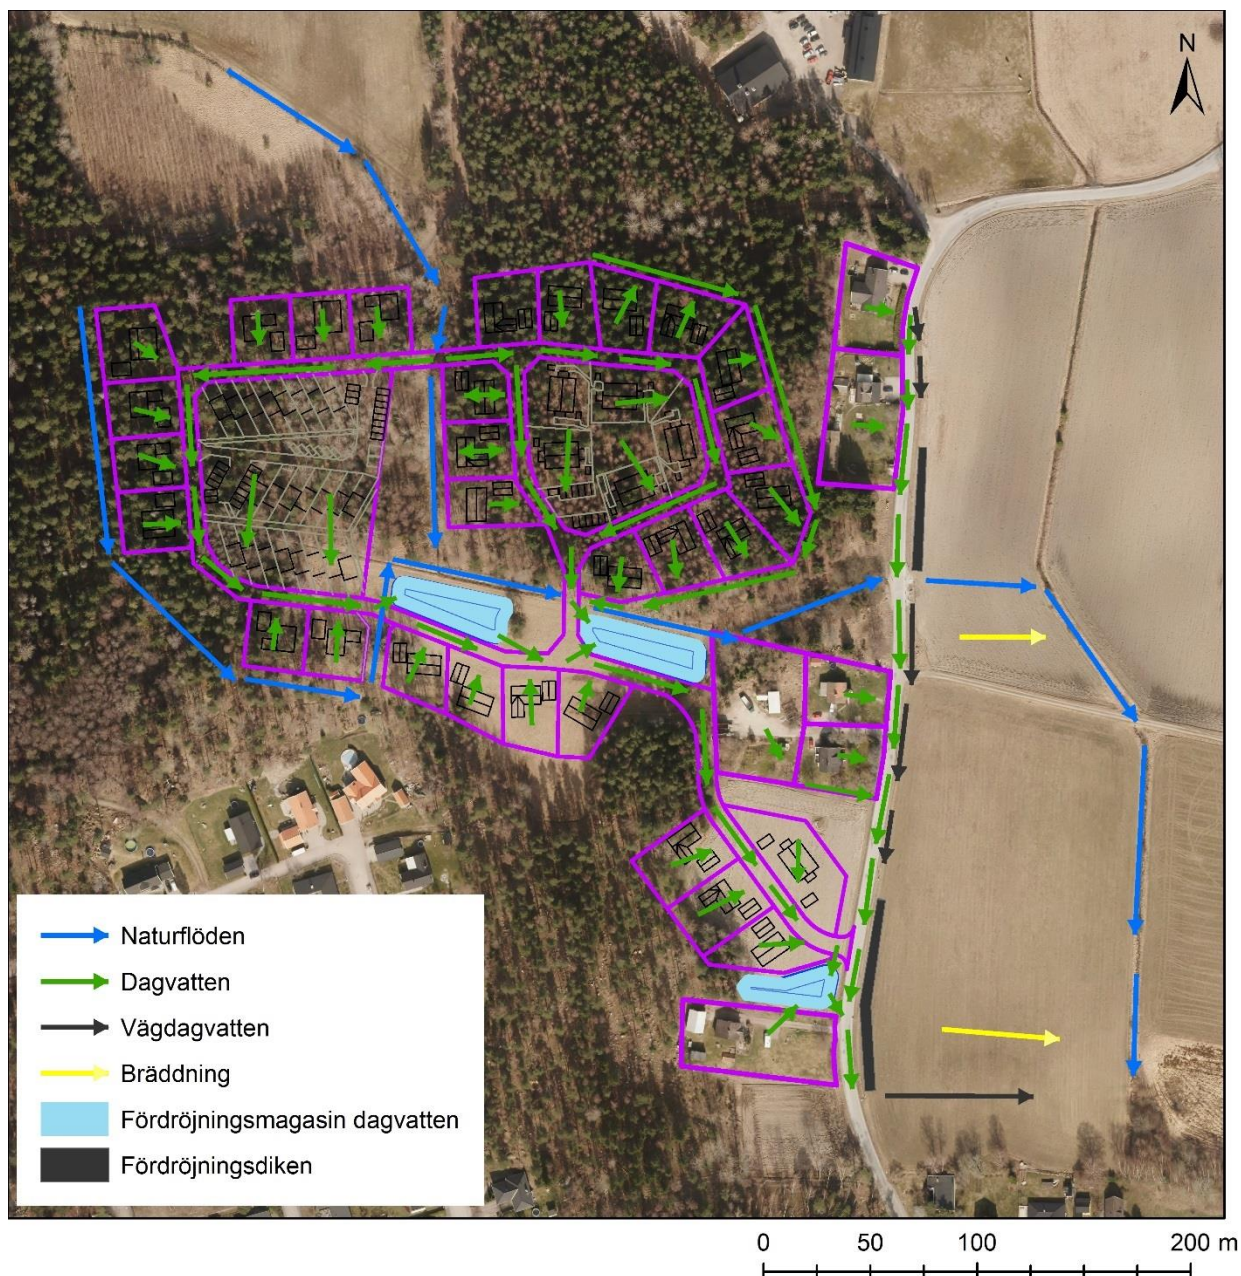 N
Naturflöden
Dagvatten
Vägdagvatten
Bräddning
Fördröjningsmagasin dagvatten
Fördröjningsdiken
0 50 100 200 m